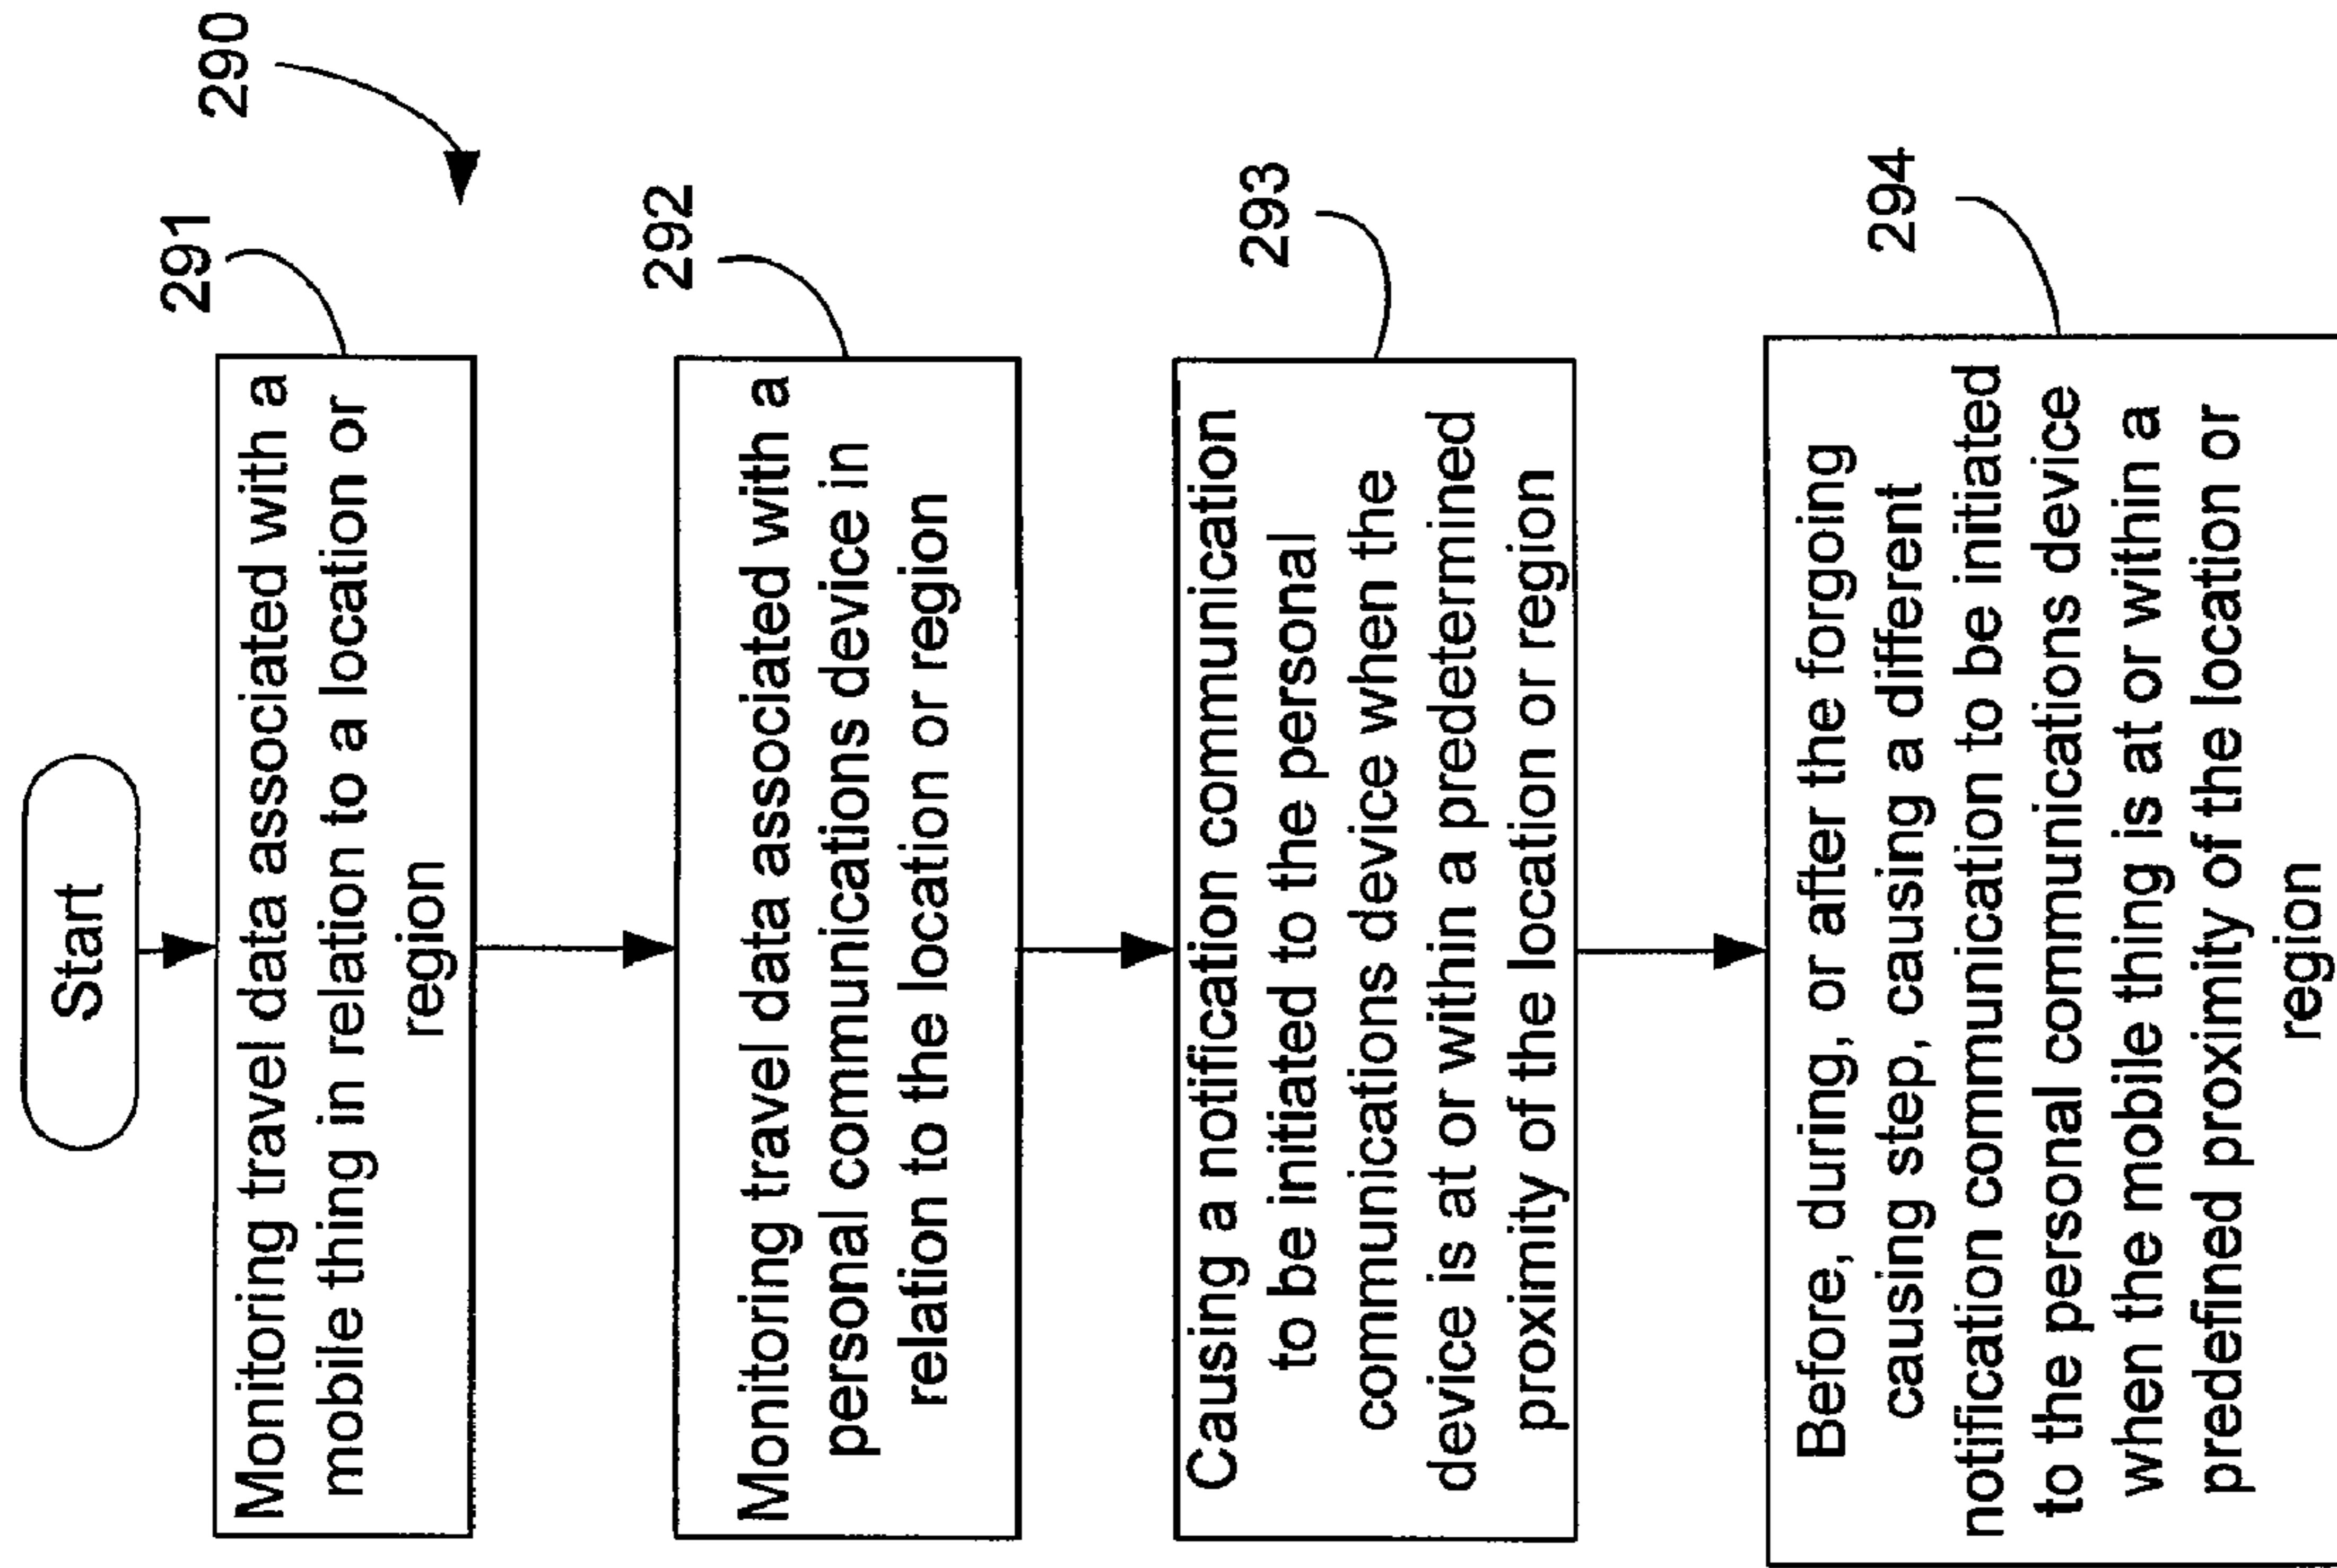 Start
290
291
Monitoring travel data associated with a
mobile thing in relation to a location or
region
292
Monitoring travel data associated with a
personal communications device in
relation to the location or region
293
Causing a notification communication
to be initiated to the personal
communications device when the
device is at or within a predetermined
proximity of the location or region
294
Before, during, or after the forgoing
causing step, causing a different
notification communication to be initiated
to the personal communications device
when the mobile thing is at or within a
predefined proximity of the location or
region